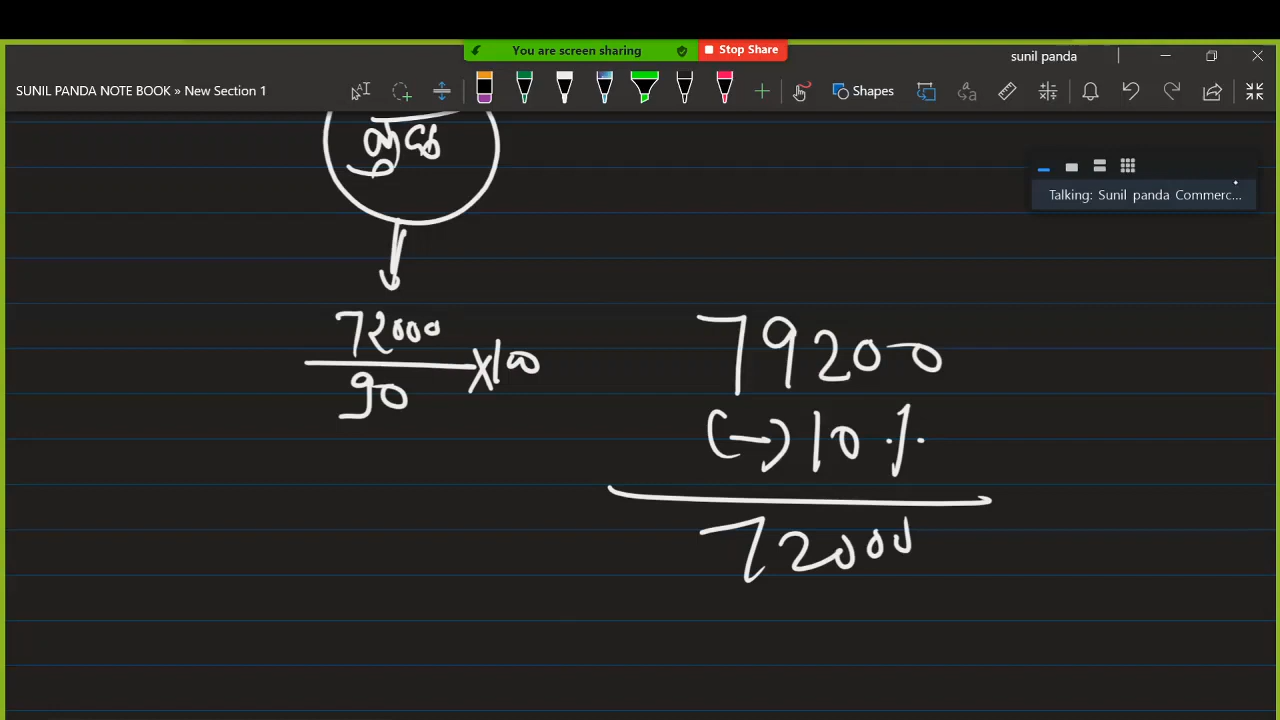 You are screen sharing
Stop Share
sunil panda
SUNIL PANDA NOTE BOOK » New Section 1
Shapes
Talking: Sunil panda Commerc...
72000
90
×100
79200
(-) 10 %
72000